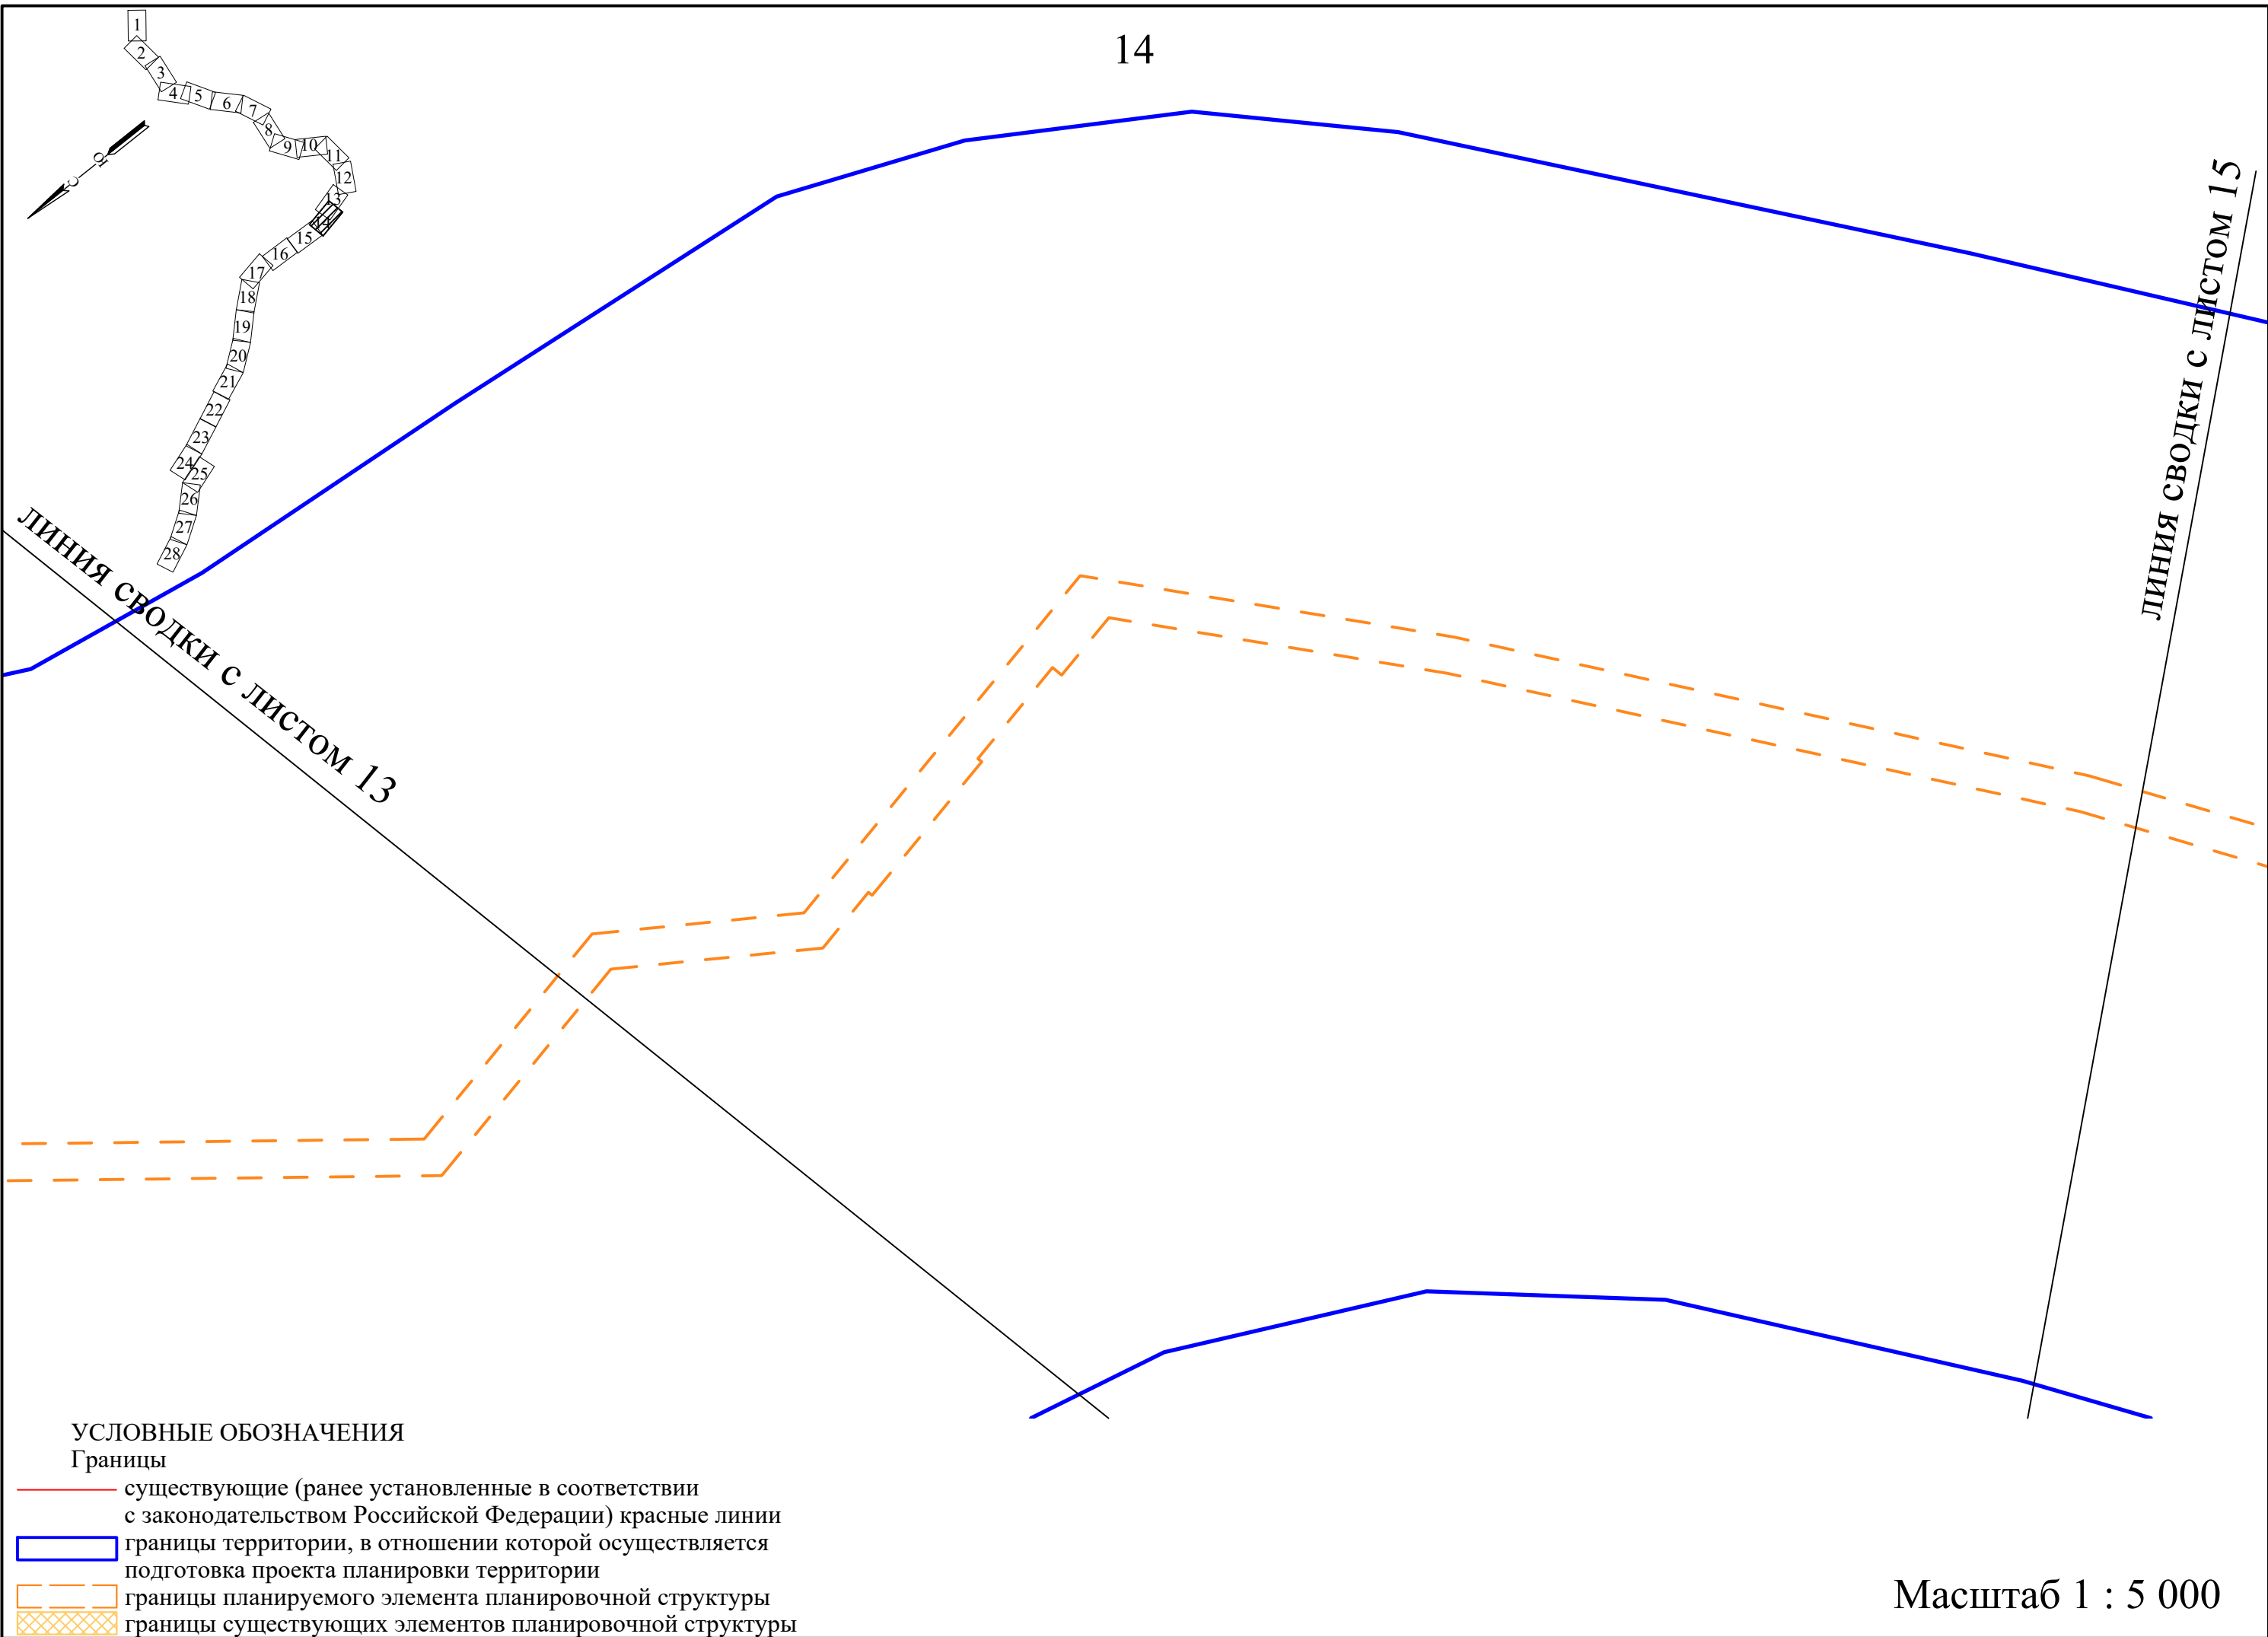 14
1
2
3
4
5
6
7
8
9
10
11
12
13
14
15
16
17
18
19
20
21
22
23
24
25
26
27
28
Ю
С
линия сводки с листом 13
линия сводки с листом 15
УСЛОВНЫЕ ОБОЗНАЧЕНИЯ
Границы
существующие (ранее установленные в соответствии
с законодательством Российской Федерации) красные линии
границы территории, в отношении которой осуществляется
подготовка проекта планировки территории
границы планируемого элемента планировочной структуры
границы существующих элементов планировочной структуры
Масштаб 1 : 5 000